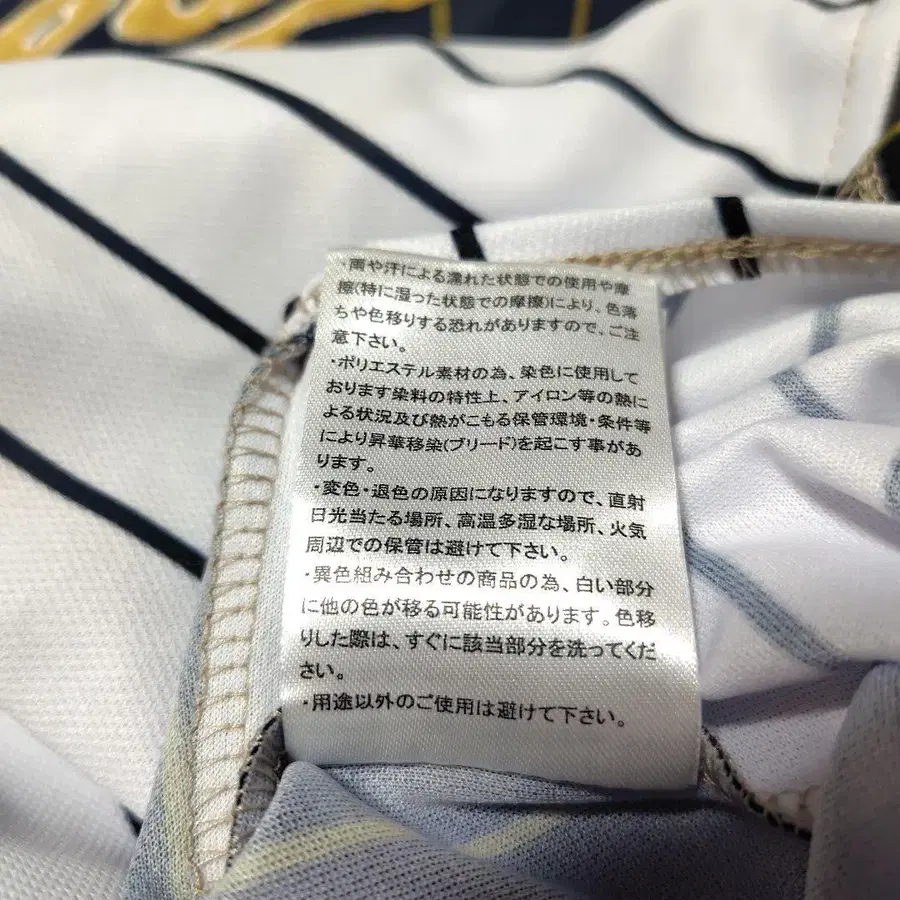 ・雨や汗による濡れた状態での使用や摩
擦(特に湿った状態での摩擦)により、色落
ちや色移りする恐れがありますので、ご注
意下さい。
・ポリエステル素材の為、染色に使用して
おります染料の特性上、アイロン等の熱に
よる状況及び熱がこもる保管環境・条件等
により昇華移染(ブリード)を起こす事があ
ります。
・変色・退色の原因になりますので、直射
日光当たる場所、高温多湿な場所、火気
周辺での保管は避けて下さい。
・異色組み合わせの商品の為、白い部分
に他の色が移る可能性があります。色移
りした際は、すぐに該当部分を洗ってくだ
さい。
・用途以外のご使用は避けて下さい。